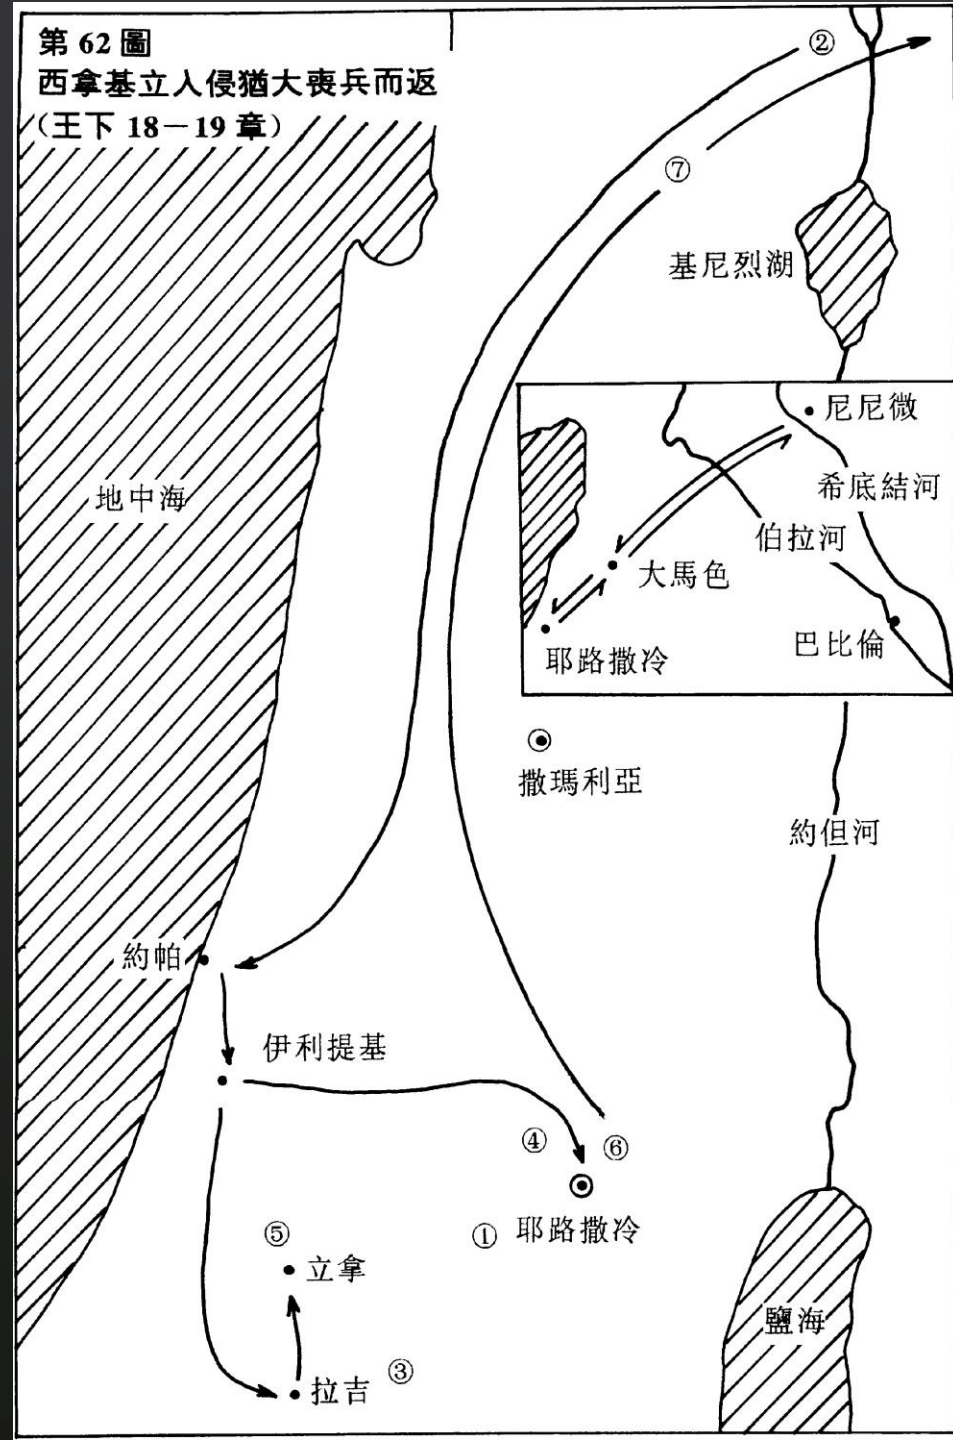 第 62 圖
西拿基立人侵猶大喪兵而返
（王下 18－19 章）
②
⑦
基尼烈湖
尼尼微
希底結河
伯拉河
大馬色
巴比倫
耶路撒冷
地中海
撒瑪利亞
約但河
約帕
伊利提基
④
⑥
① 耶路撒冷
⑤
立拿
鹽海
拉吉 ③